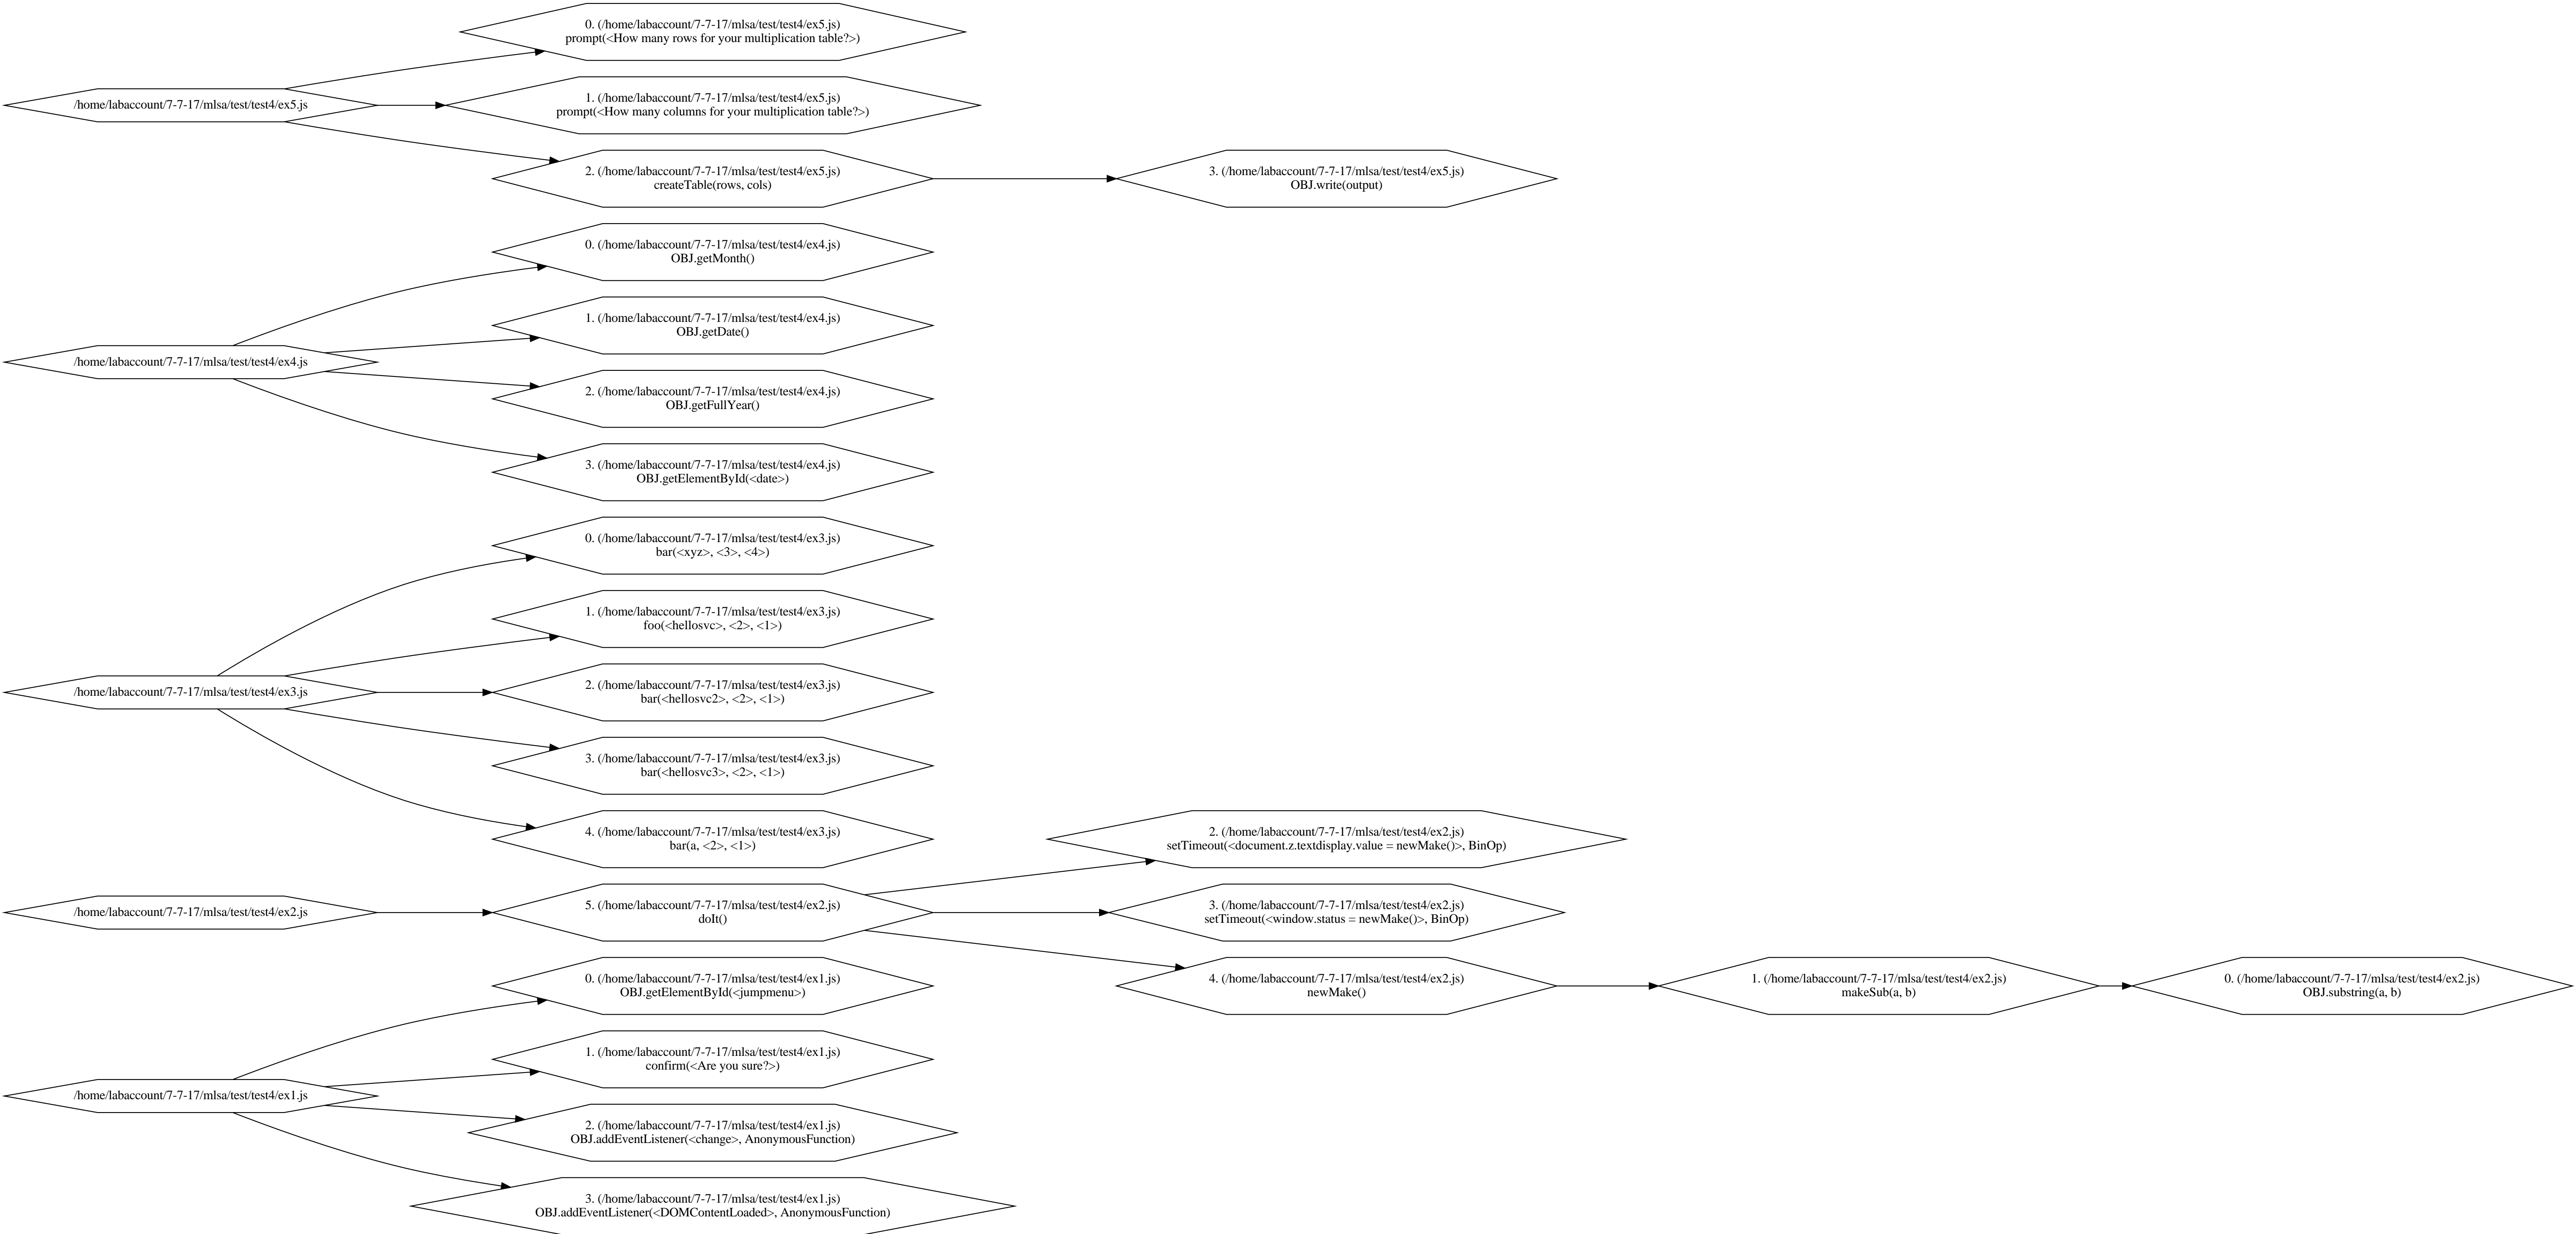 0. (/home/labaccount/7-7-17/mlsa/test/test4/ex5.js)
prompt(<How many rows for your multiplication table?>)
/home/labaccount/7-7-17/mlsa/test/test4/ex5.js
1. (/home/labaccount/7-7-17/mlsa/test/test4/ex5.js)
prompt(<How many columns for your multiplication table?>)
2. (/home/labaccount/7-7-17/mlsa/test/test4/ex5.js)
createTable(rows, cols)
3. (/home/labaccount/7-7-17/mlsa/test/test4/ex5.js)
OBJ.write(output)
0. (/home/labaccount/7-7-17/mlsa/test/test4/ex4.js)
OBJ.getMonth()
1. (/home/labaccount/7-7-17/mlsa/test/test4/ex4.js)
OBJ.getDate()
/home/labaccount/7-7-17/mlsa/test/test4/ex4.js
2. (/home/labaccount/7-7-17/mlsa/test/test4/ex4.js)
OBJ.getFullYear()
3. (/home/labaccount/7-7-17/mlsa/test/test4/ex4.js)
OBJ.getElementById(<date>)
0. (/home/labaccount/7-7-17/mlsa/test/test4/ex3.js)
bar(<xyz>, <3>, <4>)
1. (/home/labaccount/7-7-17/mlsa/test/test4/ex3.js)
foo(<hellosvc>, <2>, <1>)
/home/labaccount/7-7-17/mlsa/test/test4/ex3.js
2. (/home/labaccount/7-7-17/mlsa/test/test4/ex3.js)
bar(<hellosvc2>, <2>, <1>)
3. (/home/labaccount/7-7-17/mlsa/test/test4/ex3.js)
bar(<hellosvc3>, <2>, <1>)
4. (/home/labaccount/7-7-17/mlsa/test/test4/ex3.js)
bar(a, <2>, <1>)
2. (/home/labaccount/7-7-17/mlsa/test/test4/ex2.js)
setTimeout(<document.z.textdisplay.value = newMake()>, BinOp)
/home/labaccount/7-7-17/mlsa/test/test4/ex2.js
5. (/home/labaccount/7-7-17/mlsa/test/test4/ex2.js)
doIt()
3. (/home/labaccount/7-7-17/mlsa/test/test4/ex2.js)
setTimeout(<window.status = newMake()>, BinOp)
0. (/home/labaccount/7-7-17/mlsa/test/test4/ex1.js)
OBJ.getElementById(<jumpmenu>)
4. (/home/labaccount/7-7-17/mlsa/test/test4/ex2.js)
newMake()
1. (/home/labaccount/7-7-17/mlsa/test/test4/ex2.js)
makeSub(a, b)
0. (/home/labaccount/7-7-17/mlsa/test/test4/ex2.js)
OBJ.substring(a, b)
1. (/home/labaccount/7-7-17/mlsa/test/test4/ex1.js)
confirm(<Are you sure?>)
/home/labaccount/7-7-17/mlsa/test/test4/ex1.js
2. (/home/labaccount/7-7-17/mlsa/test/test4/ex1.js)
OBJ.addEventListener(<change>, AnonymousFunction)
3. (/home/labaccount/7-7-17/mlsa/test/test4/ex1.js)
OBJ.addEventListener(<DOMContentLoaded>, AnonymousFunction)